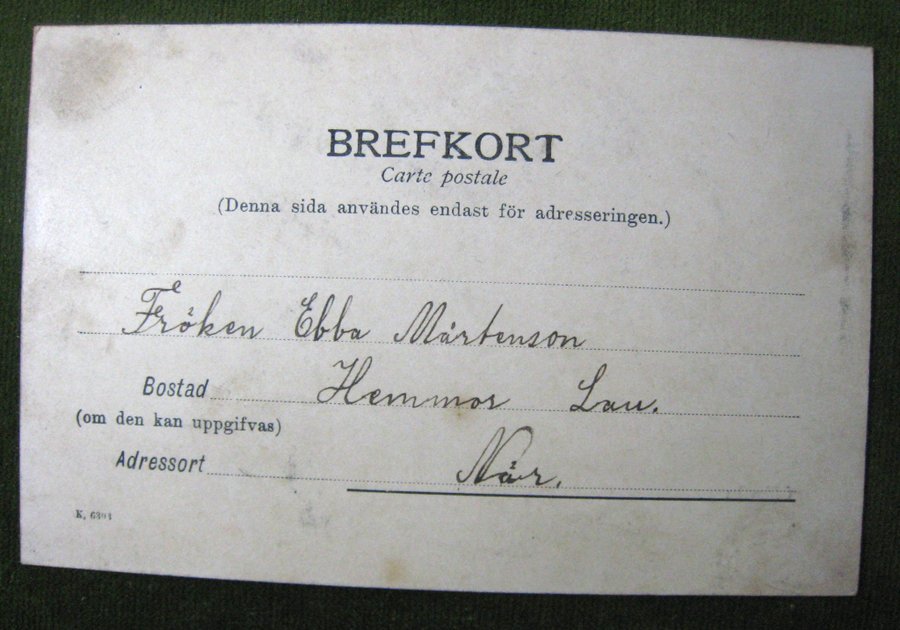 BREFKORT
Carte postale
(Denna sida användes endast för adresseringen.)
Fröken Ebba Mårtenson
Bostad Hemmor Lau.
(om den kan uppgifvas)
Adressort När.